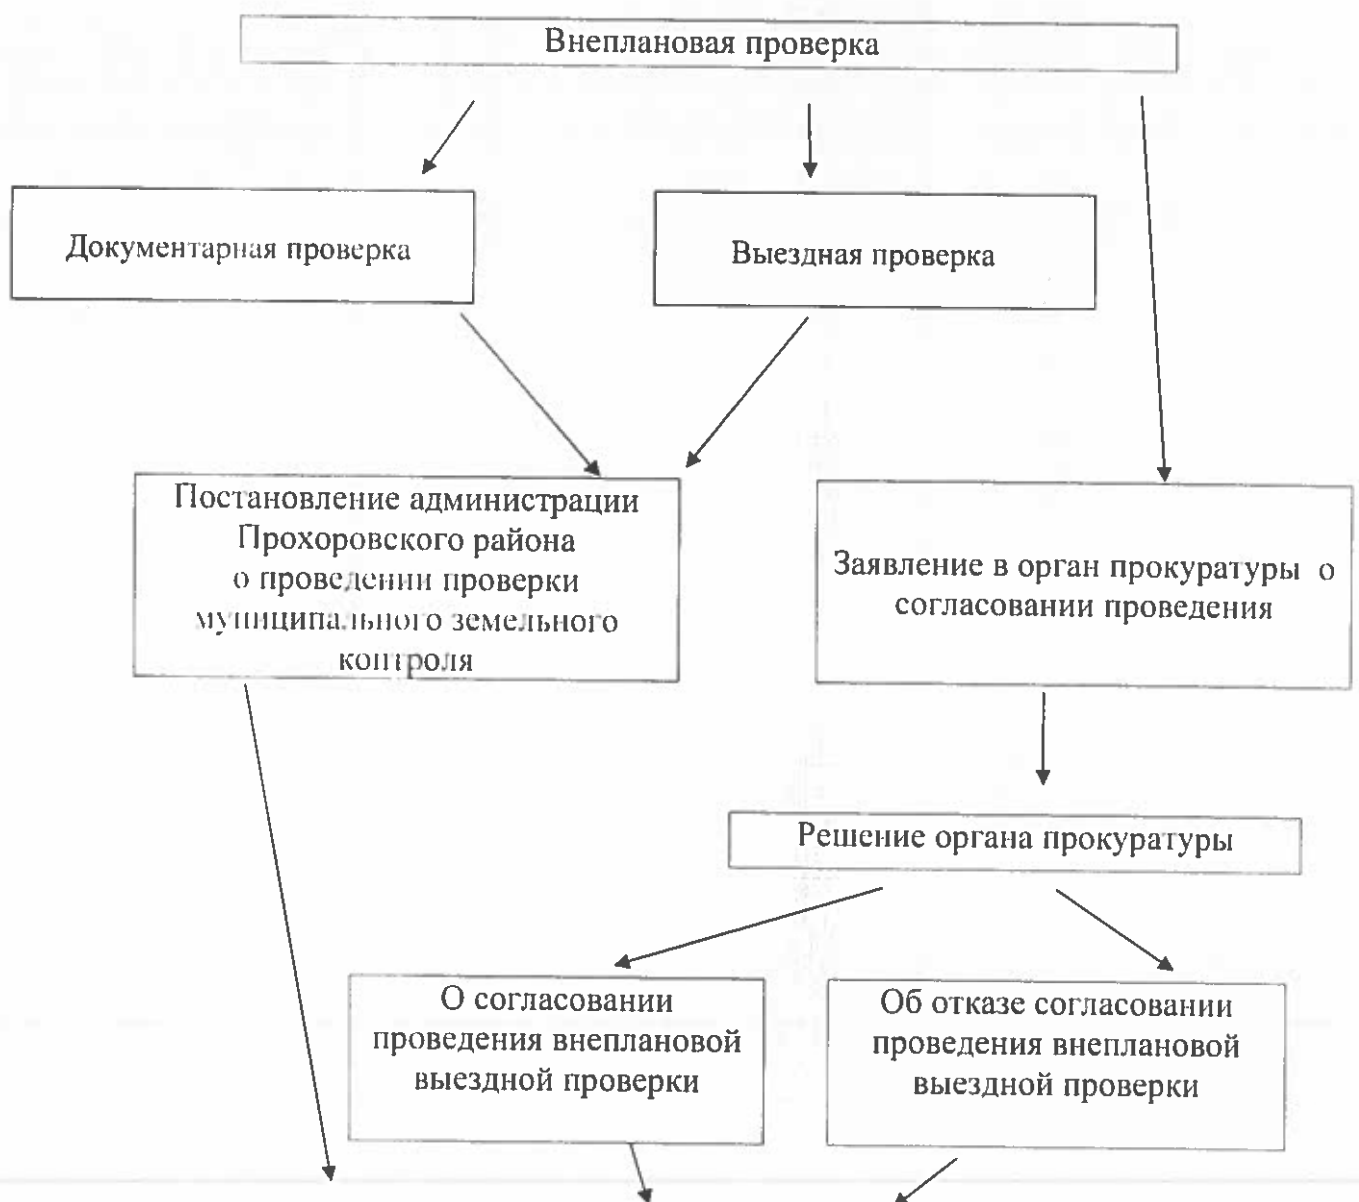 Внеплановая проверка
Документарная проверка
Выездная проверка
Постановление администрации
Прохоровского района
о проведении проверки
муниципального земельного
контроля
Заявление в орган прокуратуры о
согласовании проведения
Решение органа прокуратуры
О согласовании
проведения внеплановой
выездной проверки
Об отказе согласовании
проведения внеплановой
выездной проверки